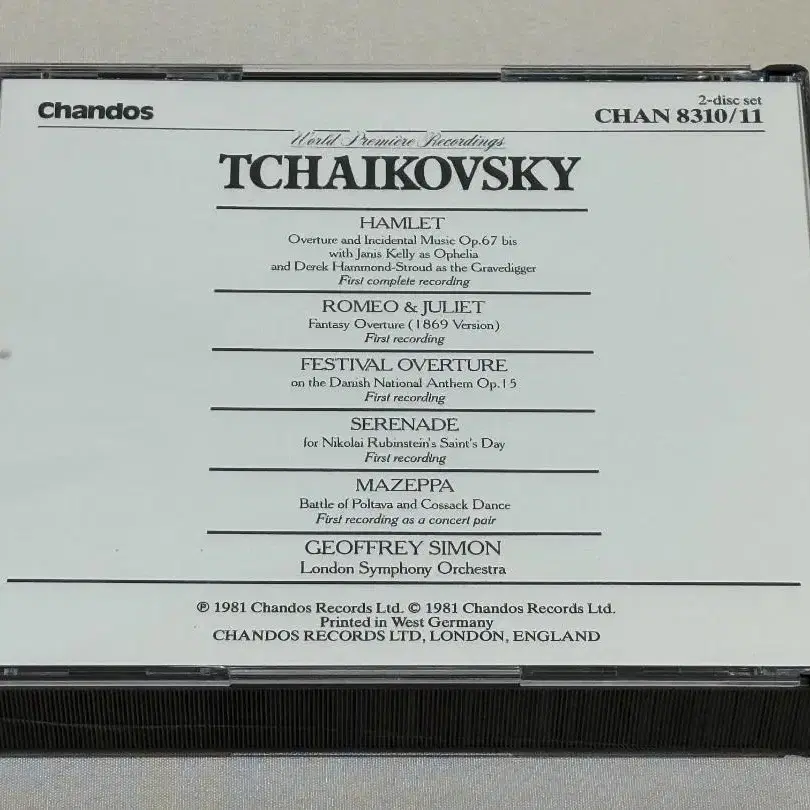 Chandos
2-disc set
CHAN 8310/11
World Première Recordings
TCHAIKOVSKY
HAMLET
Overture and Incidental Music Op.67 bis
with Janis Kelly as Ophelia
and Derek Hammond-Stroud as the Gravedigger
First complete recording
ROMEO & JULIET
Fantasy Overture (1869 Version)
First recording
FESTIVAL OVERTURE
on the Danish National Anthem Op.15
First recording
SERENADE
for Nikolai Rubinstein's Saint's Day
First recording
MAZEPPA
Battle of Poltava and Cossack Dance
First recording as a concert pair
GEOFFREY SIMON
London Symphony Orchestra
℗ 1981 Chandos Records Ltd. © 1981 Chandos Records Ltd.
Printed in West Germany
CHANDOS RECORDS LTD, LONDON, ENGLAND